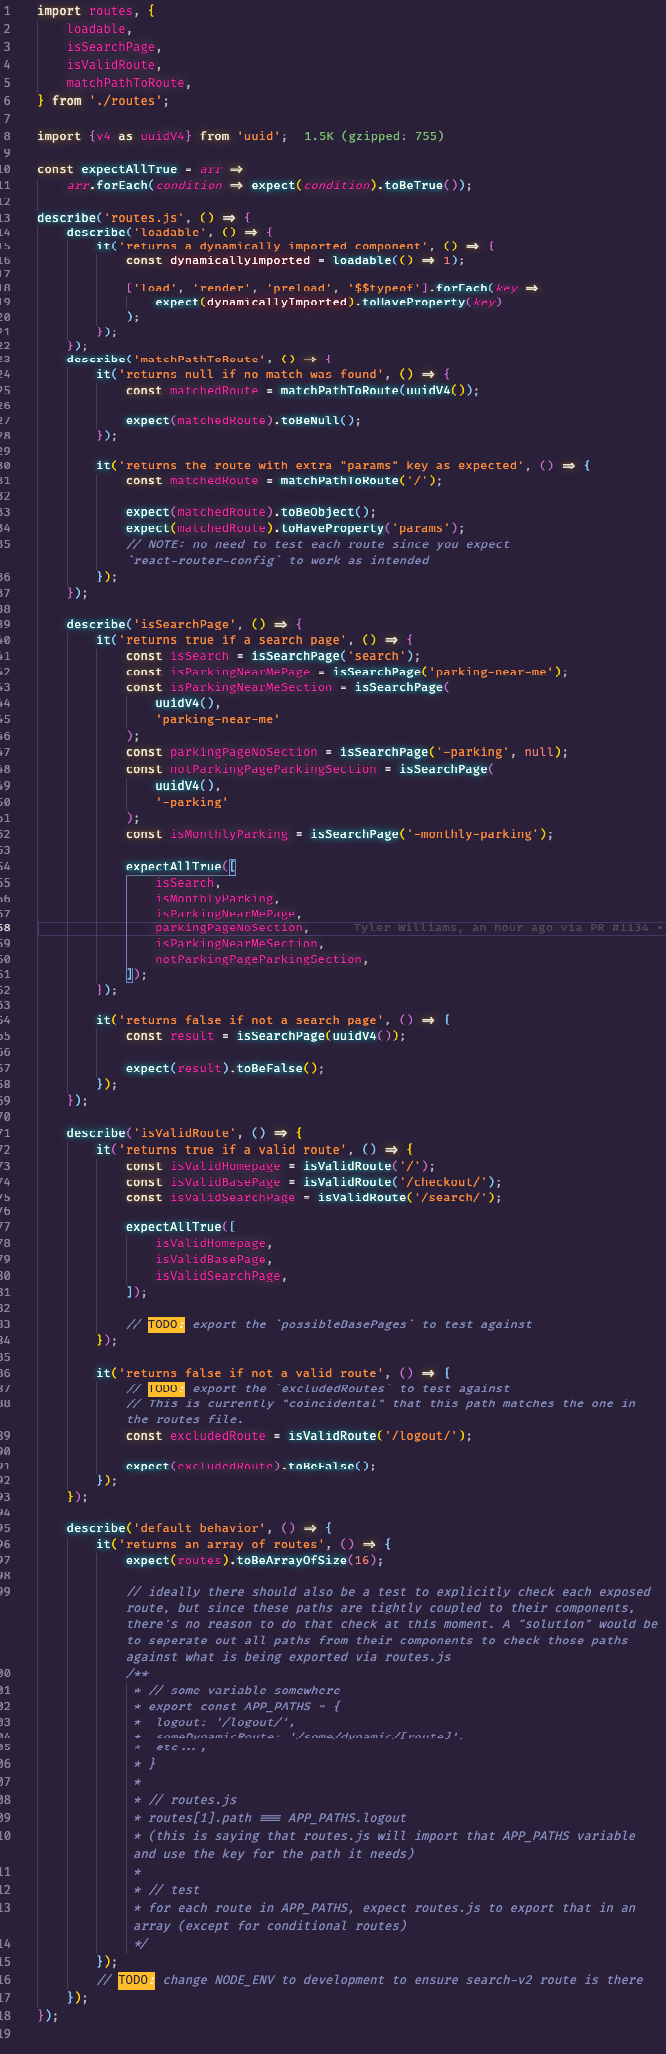 1 import routes, {
2 loadable,
3 isSearchPage,
4 isValidRoute,
5 matchPathToRoute,
6 } from './routes';
7
8 import {v4 as uuidV4} from 'uuid'; 1.5K (gzipped: 755)
9
10 const expectAllTrue = arr ⇒
11 arr.forEach(condition ⇒ expect(condition).toBeTrue());
12
13 describe('routes.js', () ⇒ {
14 describe('loadable', () ⇒ {
15 it('returns a dynamically imported component', () ⇒ {
16 const dynamicallyImported = loadable(() ⇒ 1);
17
18 ['load', 'render', 'preload', '$$typeof'].forEach(key ⇒
19 expect(dynamicallyImported).toHaveProperty(key)
20 );
21 });
22 });
23 describe('matchPathToRoute', () ⇒ {
24 it('returns null if no match was found', () ⇒ {
25 const matchedRoute = matchPathToRoute(uuidV4());
26
27 expect(matchedRoute).toBeNull();
28 });
29
30 it('returns the route with extra "params" key as expected', () ⇒ {
31 const matchedRoute = matchPathToRoute('/');
32
33 expect(matchedRoute).toBeObject();
34 expect(matchedRoute).toHaveProperty('params');
35 // NOTE: no need to test each route since you expect
`react-router-config` to work as intended
36 });
37 });
38
39 describe('isSearchPage', () ⇒ {
40 it('returns true if a search page', () ⇒ {
41 const isSearch = isSearchPage('search');
42 const isParkingNearMePage = isSearchPage('parking-near-me');
43 const isParkingNearMeSection = isSearchPage(
44 uuidV4(),
45 'parking-near-me'
46 );
47 const parkingPageNoSection = isSearchPage('-parking', null);
48 const notParkingPageParkingSection = isSearchPage(
49 uuidV4(),
50 '-parking'
51 );
52 const isMonthlyParking = isSearchPage('-monthly-parking');
53
54 expectAllTrue([
55 isSearch,
56 isMonthlyParking,
57 isParkingNearMePage,
58 parkingPageNoSection, Tyler Williams, an hour ago via PR #1134 •
59 isParkingNearMeSection,
60 notParkingPageParkingSection,
61 ]);
62 });
63
64 it('returns false if not a search page', () ⇒ {
65 const result = isSearchPage(uuidV4());
66
67 expect(result).toBeFalse();
68 });
69 });
70
71 describe('isValidRoute', () ⇒ {
72 it('returns true if a valid route', () ⇒ {
73 const isValidHomepage = isValidRoute('/');
74 const isValidBasePage = isValidRoute('/checkout/');
75 const isValidSearchPage = isValidRoute('/search/');
76
77 expectAllTrue([
78 isValidHomepage,
79 isValidBasePage,
80 isValidSearchPage,
81 ]);
82
83 // TODO: export the `possibleBasePages` to test against
84 });
85
86 it('returns false if not a valid route', () ⇒ {
87 // TODO: export the `excludedRoutes` to test against
88 // This is currently "coincidental" that this path matches the one in
the routes file.
89 const excludedRoute = isValidRoute('/logout/');
90
91 expect(excludedRoute).toBeFalse();
92 });
93 });
94
95 describe('default behavior', () ⇒ {
96 it('returns an array of routes', () ⇒ {
97 expect(routes).toBeArrayOfSize(16);
98
99 // ideally there should also be a test to explicitly check each exposed
route, but since these paths are tightly coupled to their components,
there's no reason to do that check at this moment. A "solution" would be
to seperate out all paths from their components to check those paths
against what is being exported via routes.js
00 /**
01 * // some variable somewhere
02 * export const APP_PATHS = {
03 * logout: '/logout/',
04 * someDynamicRoute: '/some/dynamic/[route]',
05 * etc...,
06 * }
07 *
08 * // routes.js
09 * routes[1].path === APP_PATHS.logout
10 * (this is saying that routes.js will import that APP_PATHS variable
and use the key for the path it needs)
11 *
12 * // test
13 * for each route in APP_PATHS, expect routes.js to export that in an
array (except for conditional routes)
14 */
15 });
16 // TODO: change NODE_ENV to development to ensure search-v2 route is there
17 });
18 });
19